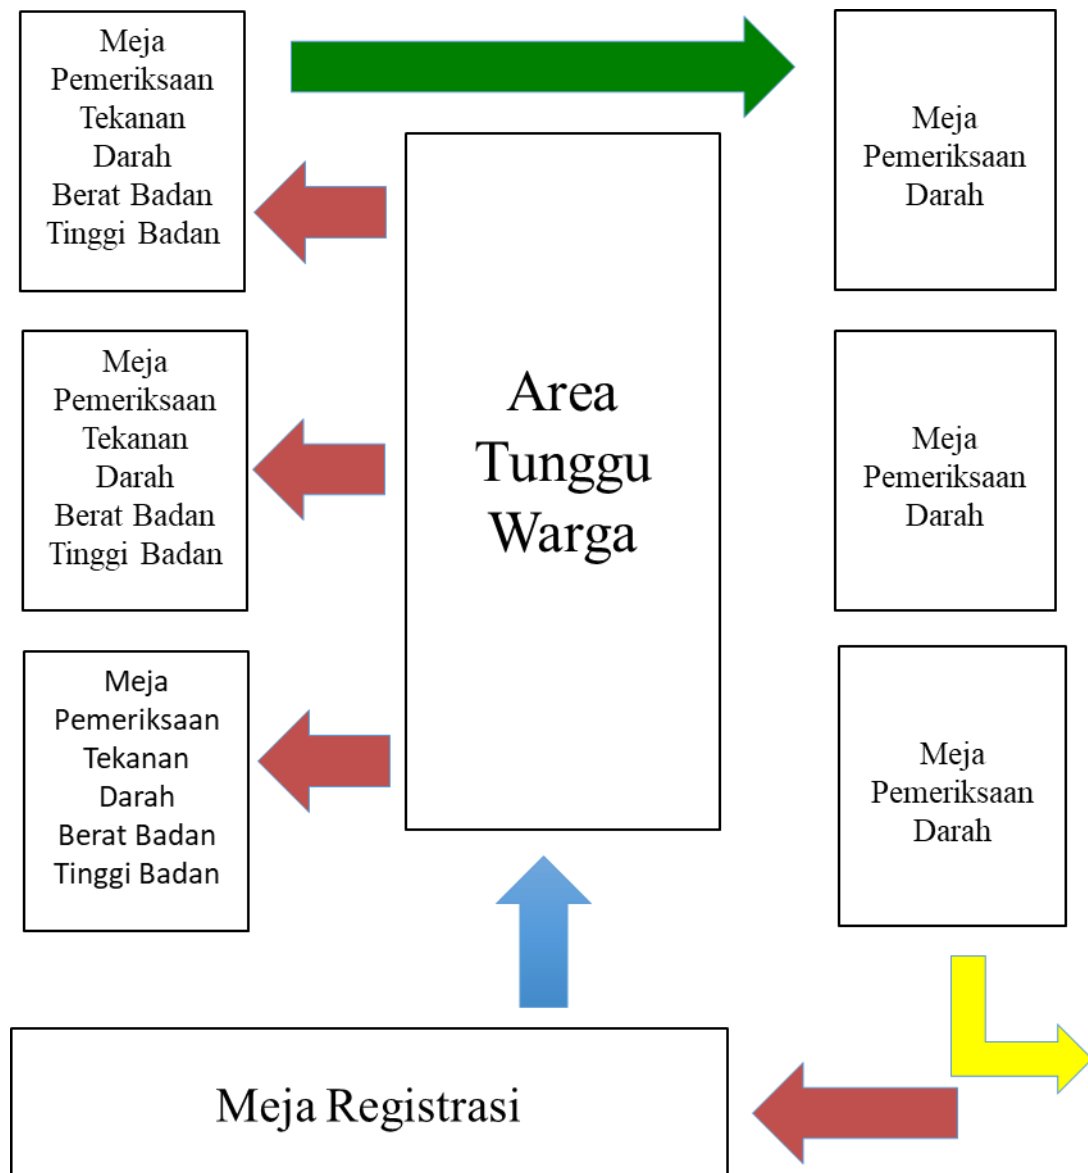 Meja
Pemeriksaan
Tekanan
Darah
Berat Badan
Tinggi Badan
Meja
Pemeriksaan
Darah
Meja
Pemeriksaan
Tekanan
Darah
Berat Badan
Tinggi Badan
Area
Tunggu
Warga
Meja
Pemeriksaan
Darah
Meja
Pemeriksaan
Tekanan
Darah
Berat Badan
Tinggi Badan
Meja
Pemeriksaan
Darah
Meja Registrasi